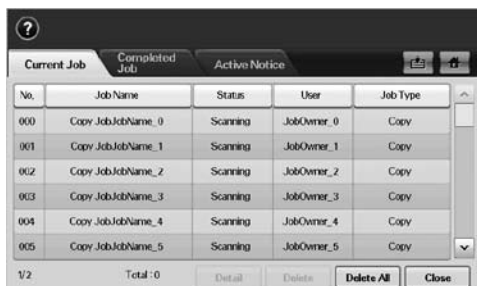 ?
Current Job Completed Job Active Notice
No. Job Name Status User Job Type
000 Copy JobJobName_0 Scanning JobOwner_0 Copy
001 Copy JobJobName_1 Scanning JobOwner_1 Copy
002 Copy JobJobName_2 Scanning JobOwner_2 Copy
003 Copy JobJobName_3 Scanning JobOwner_3 Copy
004 Copy JobJobName_4 Scanning JobOwner_4 Copy
005 Copy JobJobName_5 Scanning JobOwner_5 Copy
1/2 Total : 0 Detail Delete Delete All Close